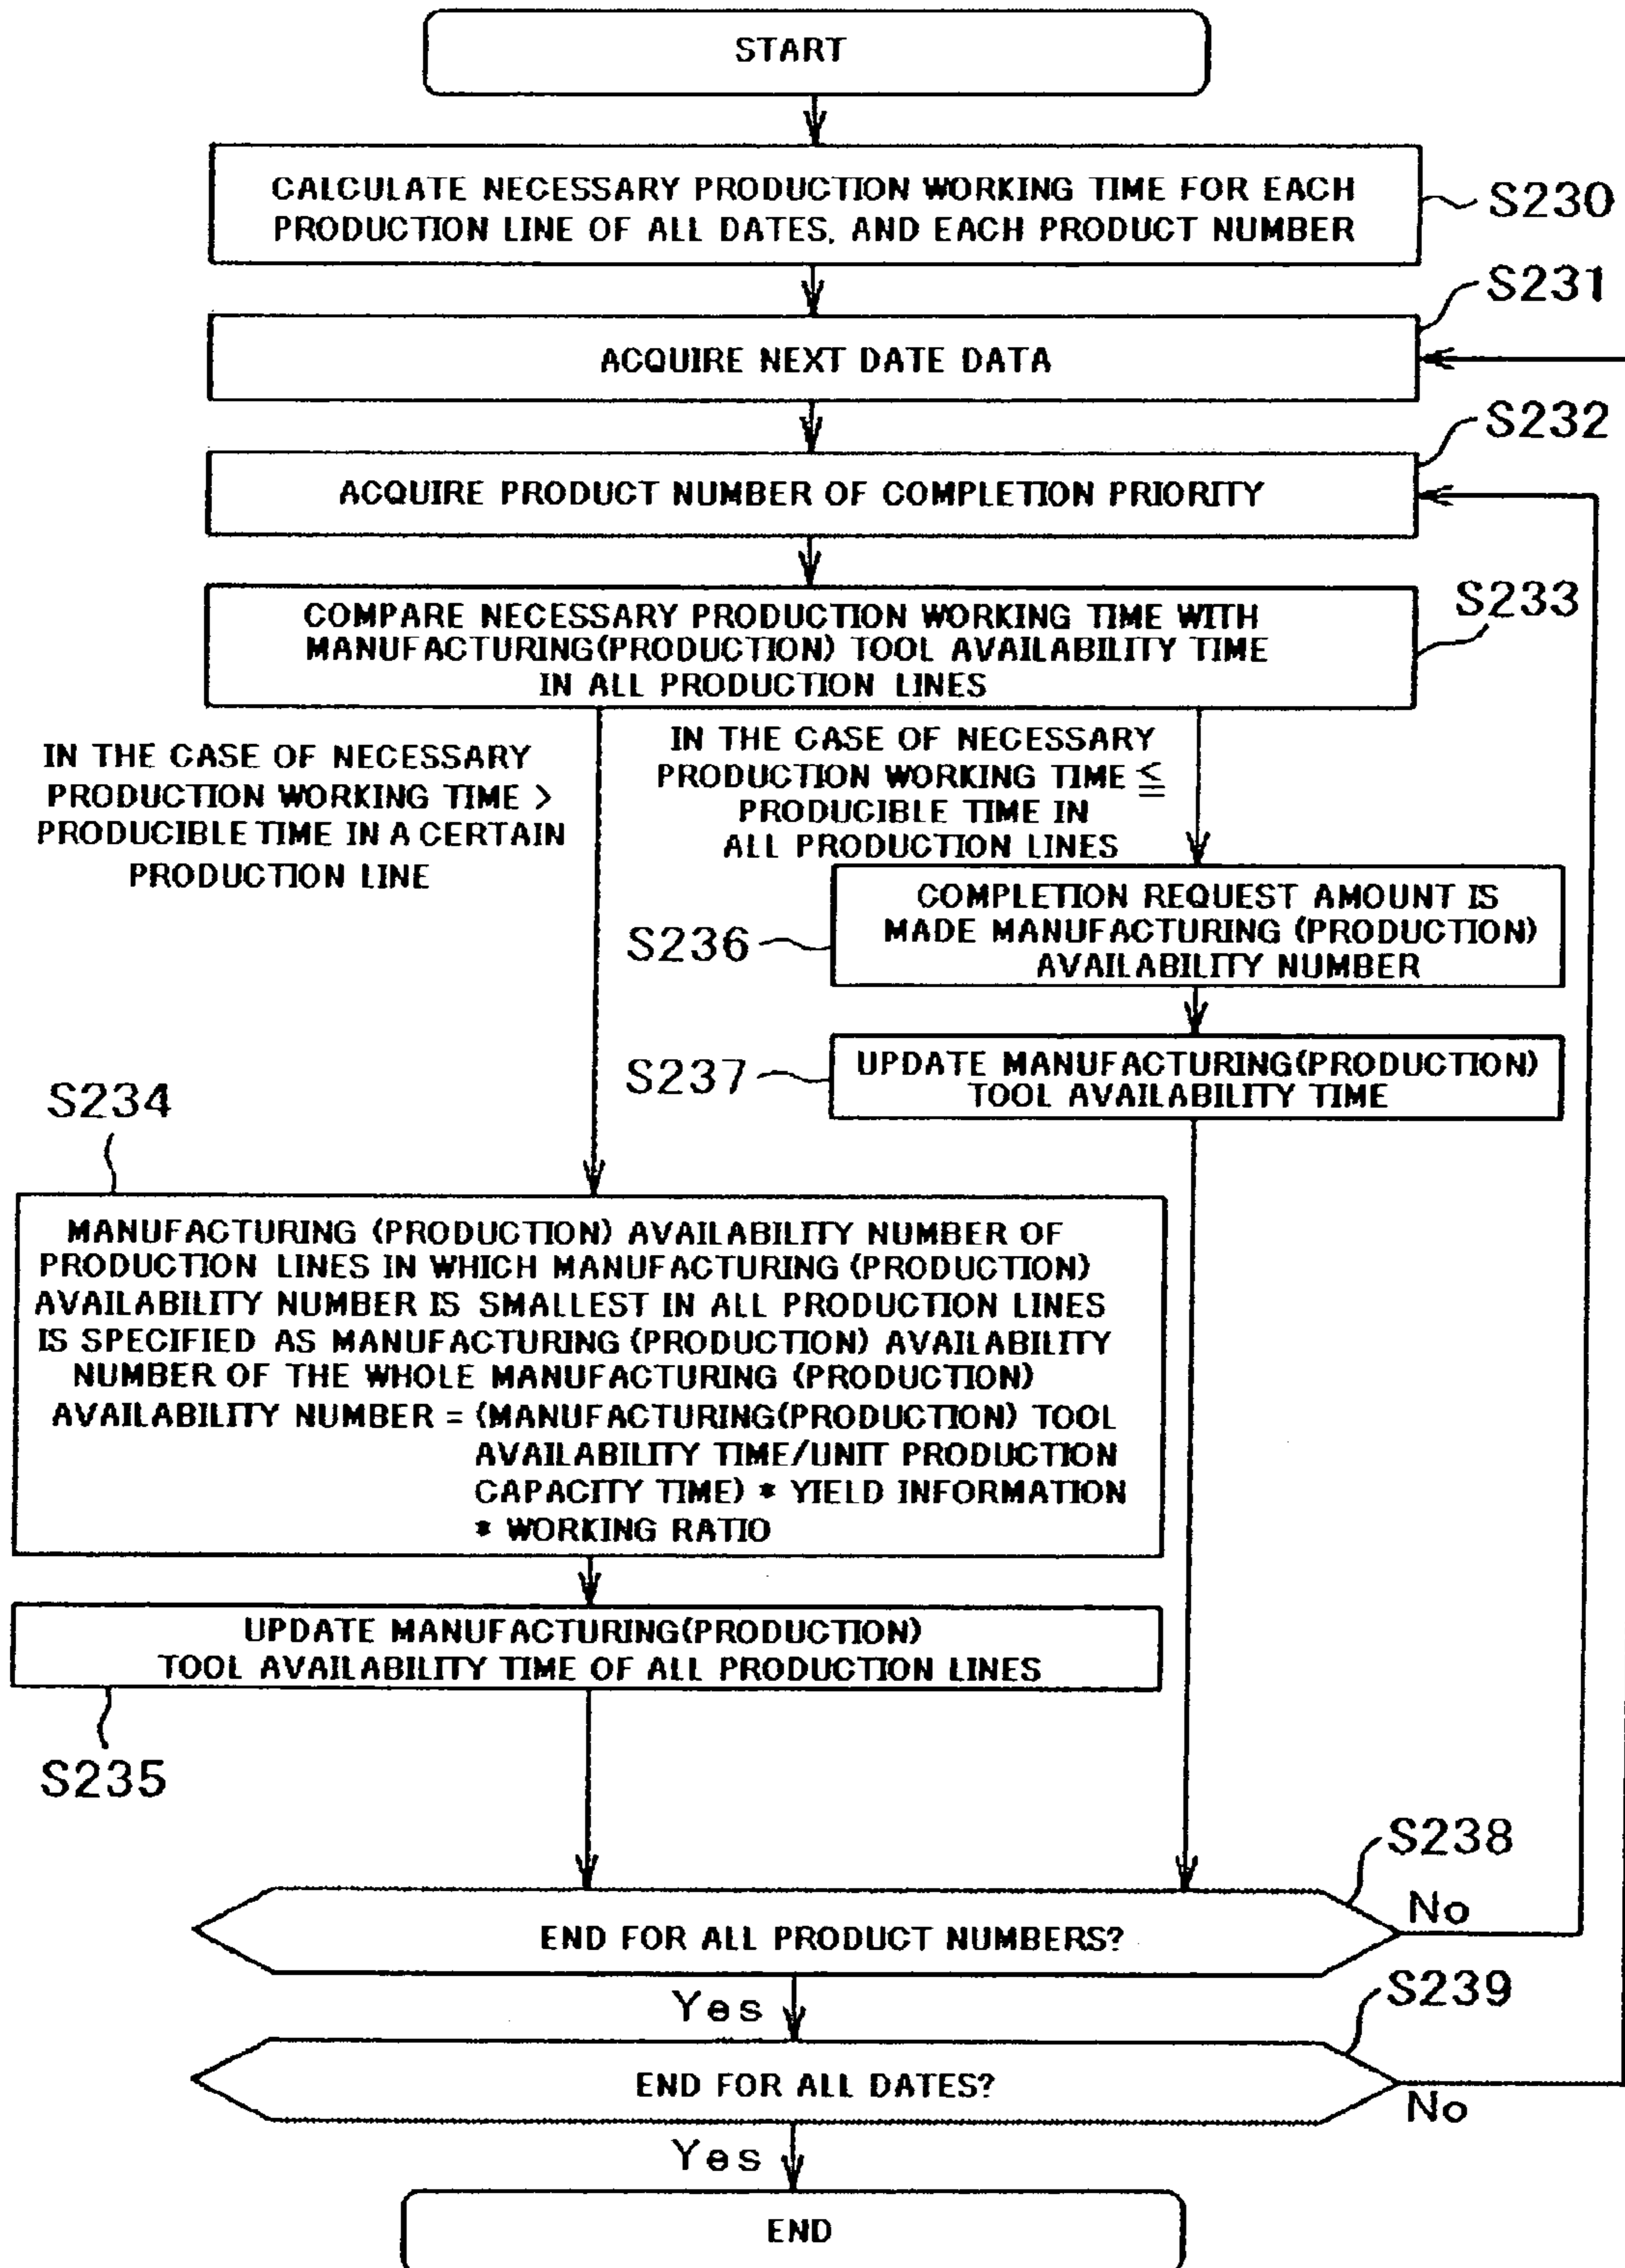 START
CALCULATE NECESSARY PRODUCTION WORKING TIME FOR EACH
PRODUCTION LINE OF ALL DATES, AND EACH PRODUCT NUMBER
S230
S231
ACQUIRE NEXT DATE DATA
S232
ACQUIRE PRODUCT NUMBER OF COMPLETION PRIORITY
S233
COMPARE NECESSARY PRODUCTION WORKING TIME WITH
MANUFACTURING(PRODUCTION) TOOL AVAILABILITY TIME
IN ALL PRODUCTION LINES
IN THE CASE OF NECESSARY
PRODUCTION WORKING TIME >
PRODUCIBLE TIME IN A CERTAIN
PRODUCTION LINE
IN THE CASE OF NECESSARY
PRODUCTION WORKING TIME ≦
PRODUCIBLE TIME IN
ALL PRODUCTION LINES
S236
COMPLETION REQUEST AMOUNT IS
MADE MANUFACTURING (PRODUCTION)
AVAILABILITY NUMBER
S237
UPDATE MANUFACTURING(PRODUCTION)
TOOL AVAILABILITY TIME
S234
MANUFACTURING (PRODUCTION) AVAILABILITY NUMBER OF
PRODUCTION LINES IN WHICH MANUFACTURING (PRODUCTION)
AVAILABILITY NUMBER IS SMALLEST IN ALL PRODUCTION LINES
IS SPECIFIED AS MANUFACTURING (PRODUCTION) AVAILABILITY
NUMBER OF THE WHOLE MANUFACTURING (PRODUCTION)
AVAILABILITY NUMBER = (MANUFACTURING(PRODUCTION) TOOL
AVAILABILITY TIME/UNIT PRODUCTION
CAPACITY TIME) * YIELD INFORMATION
* WORKING RATIO
UPDATE MANUFACTURING(PRODUCTION)
TOOL AVAILABILITY TIME OF ALL PRODUCTION LINES
S235
S238
END FOR ALL PRODUCT NUMBERS?
No
Yes
S239
END FOR ALL DATES?
No
Yes
END